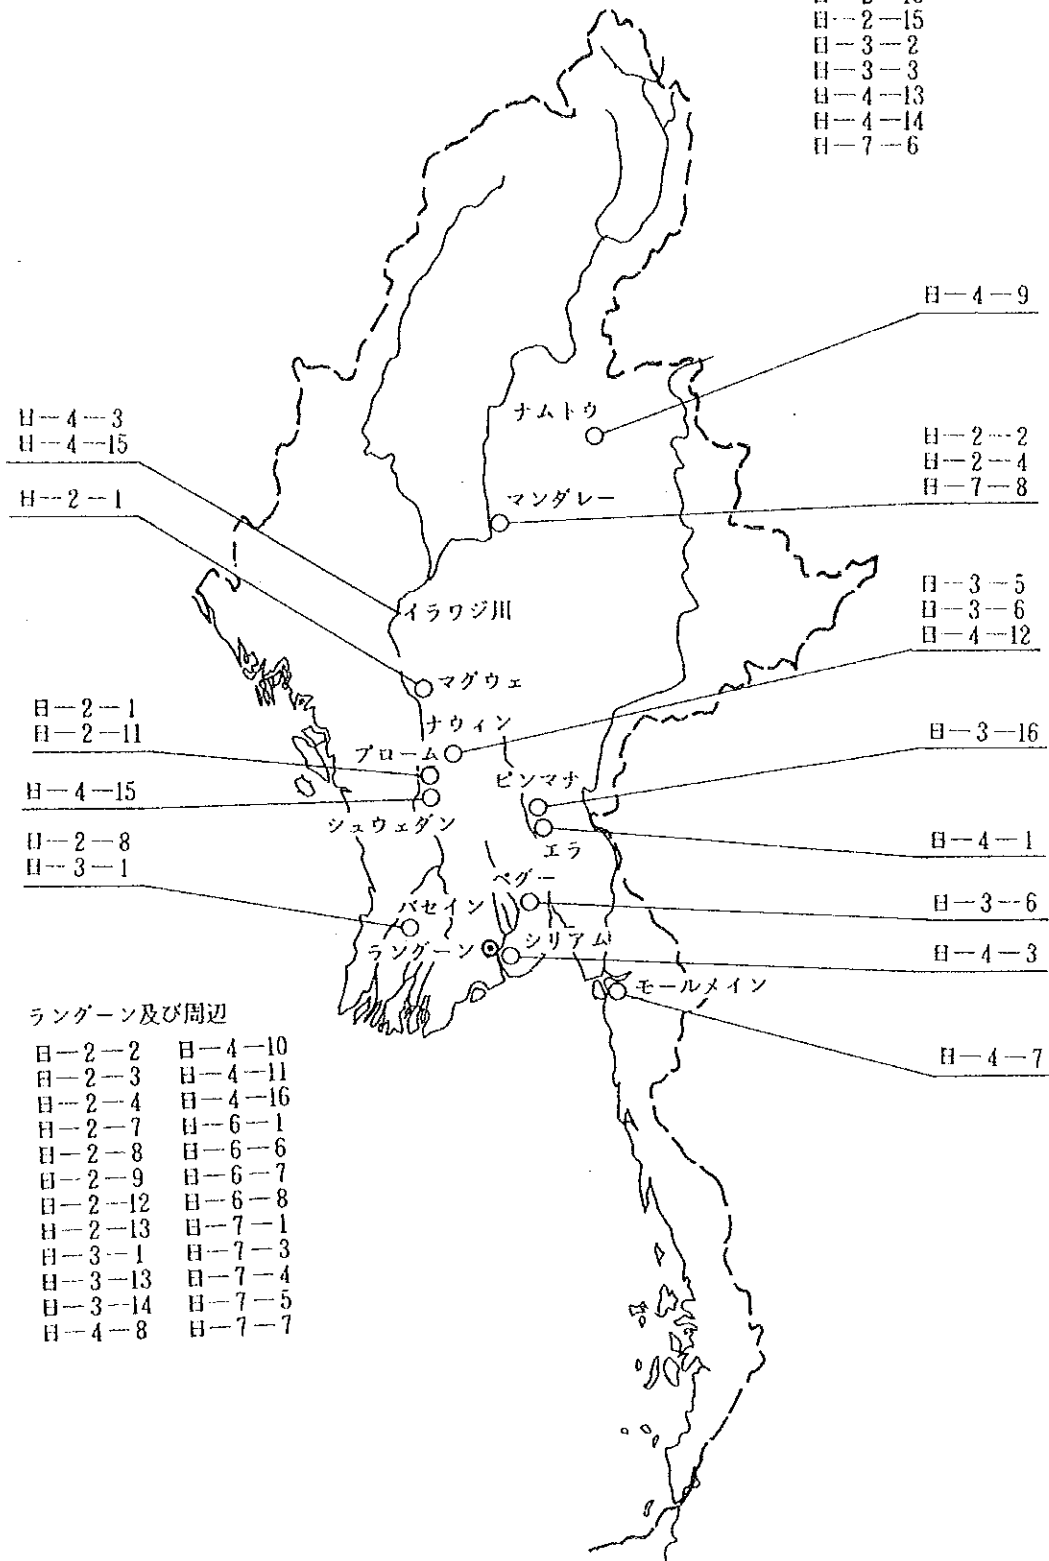 日-2-15
日-3-2
日-3-3
日-4-13
日-4-14
日-7-6
日-4-9
ナムトウ
日-4-3
日-4-15
日-2-2
日-2-4
日-7-8
日-2-1
マンダレー
イラワジ川
日-3-5
日-3-6
日-4-12
マグウェ
日-2-1
日-2-11
ナウィン
プローム
日-3-16
ピンマナ
日-4-15
シュウェダン
日-2-8
日-3-1
エラ
日-4-1
ペグー
バセイン
日-3-6
ラングーン
シリアム
日-4-3
モールメイン
日-4-7
ラングーン及び周辺
日-2-2 日-4-10
日-2-3 日-4-11
日-2-4 日-4-16
日-2-7 日-6-1
日-2-8 日-6-6
日-2-9 日-6-7
日-2-12 日-6-8
日-2-13 日-7-1
日-3-1 日-7-3
日-3-13 日-7-4
日-3-14 日-7-5
日-4-8 日-7-7